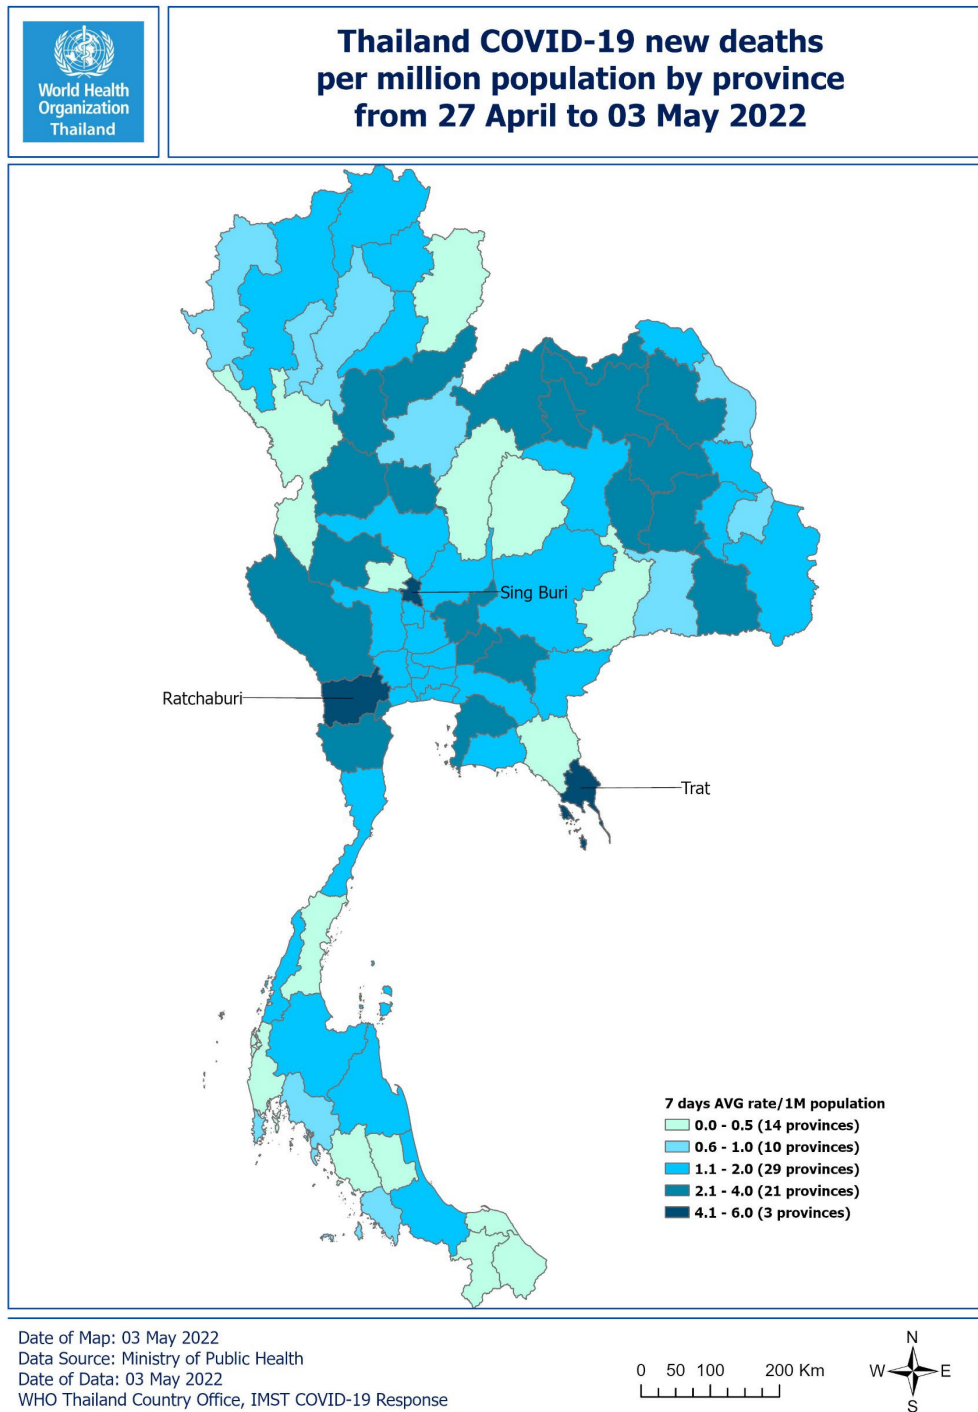 World Health
Organization
Thailand
Thailand COVID-19 new deaths
per million population by province
from 27 April to 03 May 2022
Sing Buri
Ratchaburi
Trat
7 days AVG rate/1M population
0.0 - 0.5 (14 provinces)
0.6 - 1.0 (10 provinces)
1.1 - 2.0 (29 provinces)
2.1 - 4.0 (21 provinces)
4.1 - 6.0 (3 provinces)
Date of Map: 03 May 2022
Data Source: Ministry of Public Health
Date of Data: 03 May 2022
WHO Thailand Country Office, IMST COVID-19 Response
0 50 100 200 Km
N
W E
S